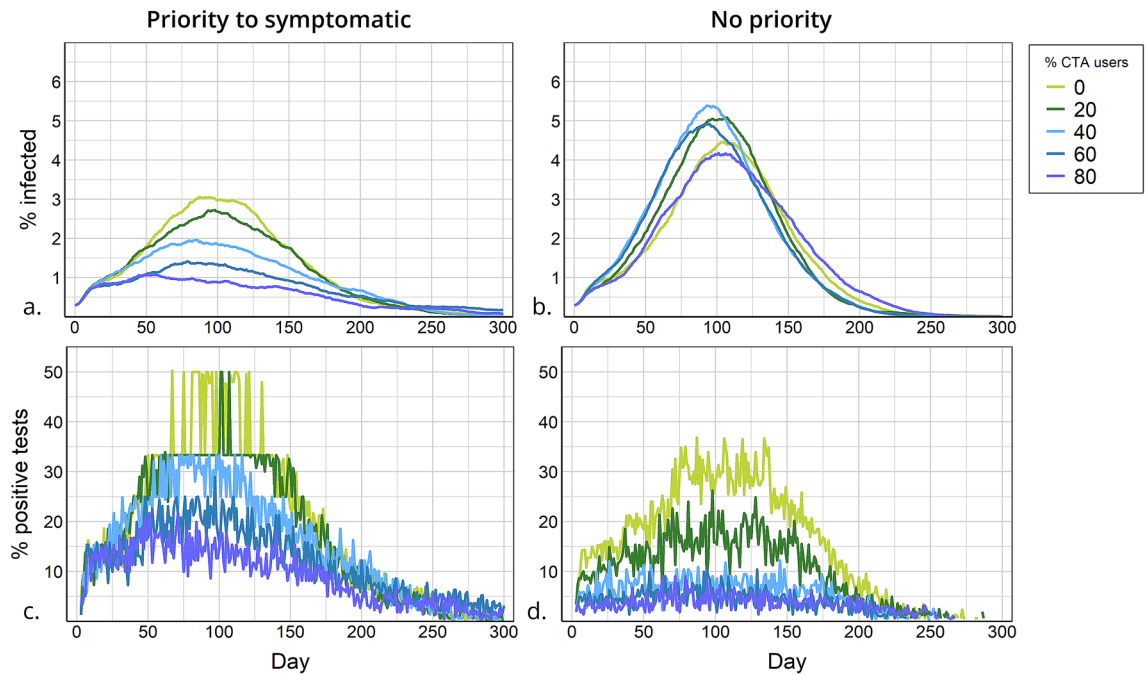 Priority to symptomatic
No priority
% CTA users
0
20
40
60
80
% infected
6
5
4
3
2
1
a.
0 50 100 150 200 250 300
6
5
4
3
2
1
b.
0 50 100 150 200 250 300
% positive tests
50
40
30
20
10
c.
0 50 100 150 200 250 300
Day
50
40
30
20
10
d.
0 50 100 150 200 250 300
Day